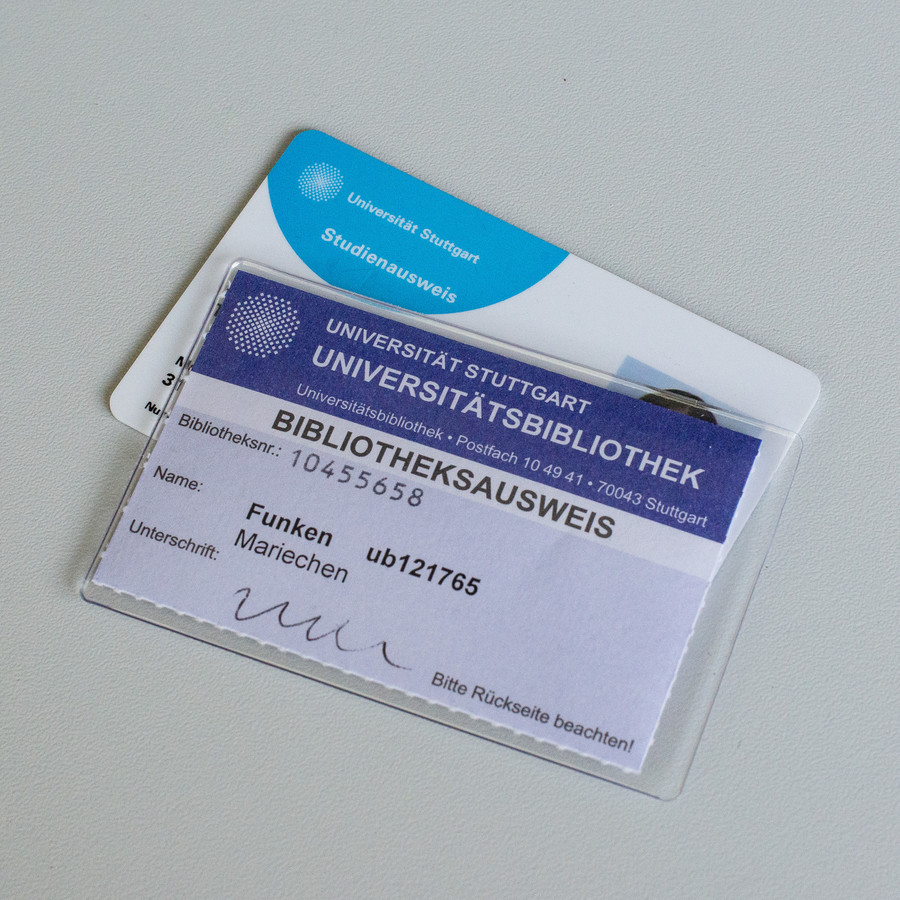 Universität Stuttgart
Studienausweis
UNIVERSITÄT STUTTGART
UNIVERSITÄTSBIBLIOTHEK
Universitätsbibliothek • Postfach 10 49 41 • 70043 Stuttgart
BIBLIOTHEKSAUSWEIS
Bibliotheksnr.: 10455658
Name: Funken ub121765
Mariechen
Unterschrift:
Bitte Rückseite beachten!